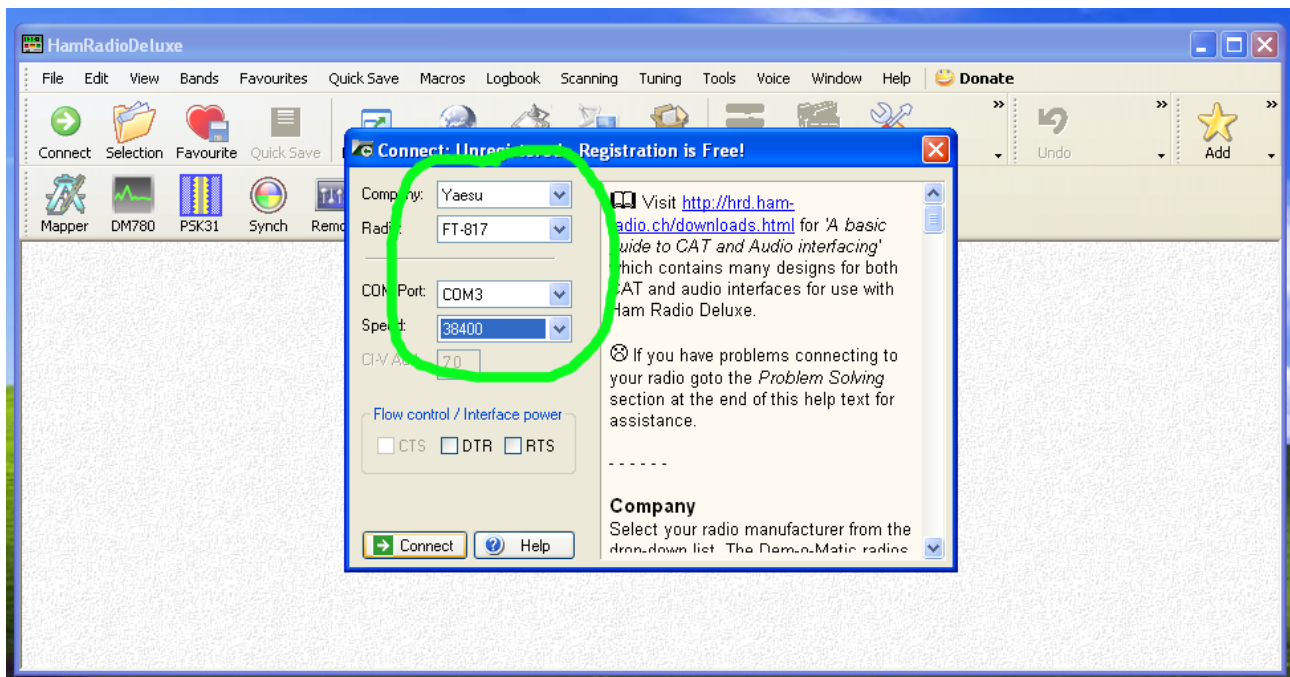 HamRadioDeluxe
File Edit View Bands Favourites Quick Save Macros Logbook Scanning Tuning Tools Voice Window Help Donate
Connect Selection Favourite Quick Save Undo Add
Mapper DM780 PSK31 Synch
Connect: Registration is Free!
Company: Yaesu
FT-817
Port: COM3
Speed: 38400
CI-V 70
Flow control / Interface power
CTS DTR RTS
Connect Help
Visit http://hrd.ham-
radio.ch/downloads.html for 'A basic
guide to CAT and Audio interfacing'
which contains many designs for both
CAT and audio interfaces for use with
Ham Radio Deluxe.
If you have problems connecting to
your radio goto the Problem Solving
section at the end of this help text for
assistance.
- - - - - -
Company
Select your radio manufacturer from the
drop-down list. The Dem-o-Matic radios